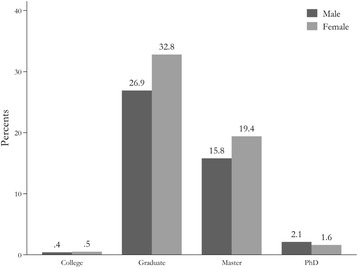 Male
Female
40
30
20
10
0
Percents
.4
.5
26.9
32.8
15.8
19.4
2.1
1.6
College
Graduate
Master
PhD